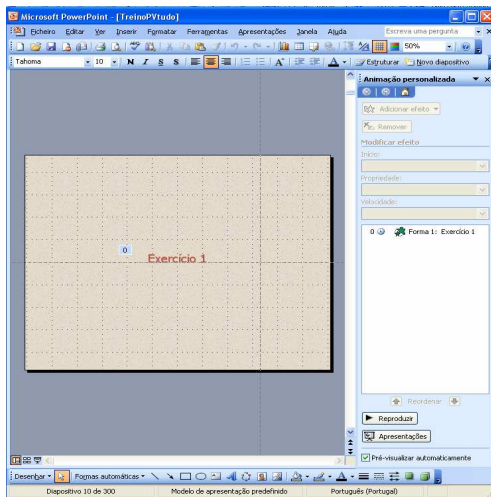 Microsoft PowerPoint - [TreinoPVtudo]
Ficheiro Editar Ver Inserir Formatar Ferramentas Apresentações Janela Ajuda Escreva uma pergunta
50%
Tahoma 10 N I S S Estruturar Novo diapositivo
Animação personalizada
Adicionar efeito
Remover
Modificar efeito
Início:
Propriedade:
Velocidade:
0 Forma 1: Exercício 1
0
Exercício 1
Reordenar
Reproduzir
Apresentações
Pré-visualizar automaticamente
Desenhar Formas automáticas
Diapositivo 10 de 300 Modelo de apresentação predefinido Português (Portugal)